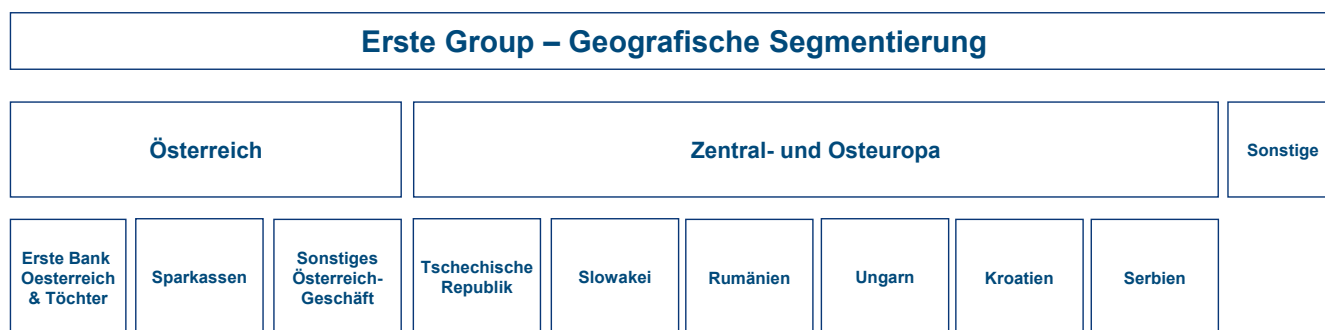 Erste Group – Geografische Segmentierung
Österreich
Zentral- und Osteuropa
Sonstige
Erste Bank
Oesterreich
& Töchter
Sparkassen
Sonstiges
Österreich-
Geschäft
Tschechische
Republik
Slowakei
Rumänien
Ungarn
Kroatien
Serbien